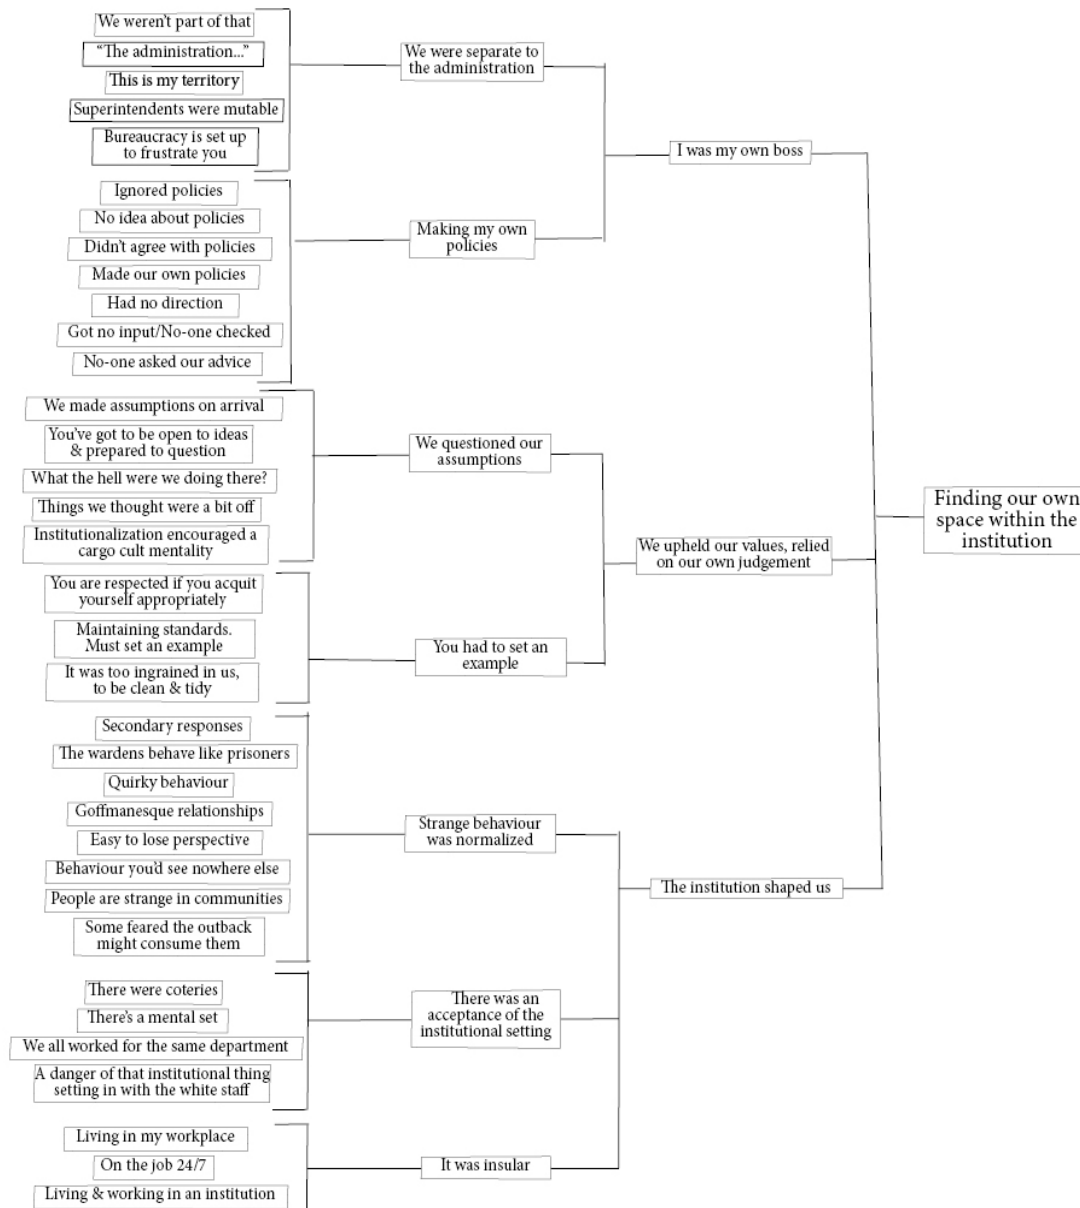 We weren't part of that
“The administration...”
This is my territory
Superintendents were mutable
Bureaucracy is set up
to frustrate you
We were separate to
the administration
I was my own boss
Ignored policies
No idea about policies
Didn't agree with policies
Made our own policies
Had no direction
Got no input/No-one checked
No-one asked our advice
Making my own
policies
We made assumptions on arrival
You've got to be open to ideas
& prepared to question
What the hell were we doing there?
Things we thought were a bit off
Institutionalization encouraged a
cargo cult mentality
We questioned our
assumptions
You are respected if you acquit
yourself appropriately
Maintaining standards.
Must set an example
It was too ingrained in us,
to be clean & tidy
You had to set an
example
We upheld our values, relied
on our own judgement
Finding our own
space within the
institution
Secondary responses
The wardens behave like prisoners
Quirky behaviour
Goffmanesque relationships
Easy to lose perspective
Behaviour you'd see nowhere else
People are strange in communities
Some feared the outback
might consume them
Strange behaviour
was normalized
The institution shaped us
There were coteries
There's a mental set
We all worked for the same department
A danger of that institutional thing
setting in with the white staff
There was an
acceptance of the
institutional setting
Living in my workplace
On the job 24/7
Living & working in an institution
It was insular